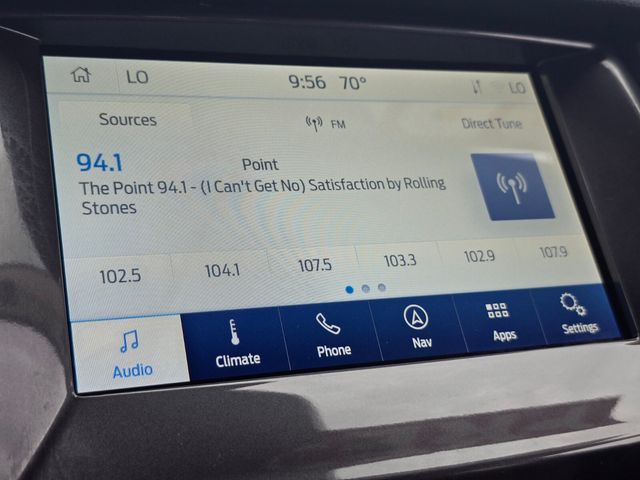 LO 9:56 70° LO
Sources FM Direct Tune
94.1 Point
The Point 94.1 - (I Can't Get No) Satisfaction by Rolling
Stones
102.5 104.1 107.5 103.3 102.9 107.9
Audio Climate Phone Nav Apps Settings